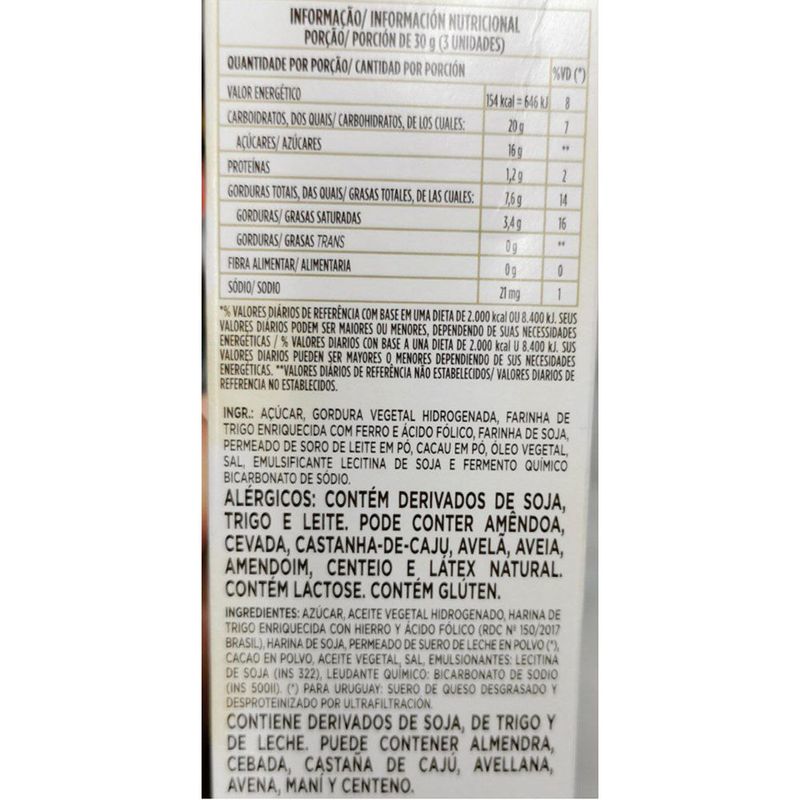 INFORMAÇÃO/ INFORMACIÓN NUTRICIONAL
PORÇÃO/ PORCIÓN DE 30 g (3 UNIDADES)
QUANTIDADE POR PORÇÃO/ CANTIDAD POR PORCIÓN %VD (*)
VALOR ENERGÉTICO 154 kcal = 646 kJ 8
CARBOIDRATOS, DOS QUAIS/ CARBOHIDRATOS, DE LOS CUALES: 20 g 7
AÇÚCARES/ AZÚCARES 16 g **
PROTEÍNAS 1,2 g 2
GORDURAS TOTAIS, DAS QUAIS/ GRASAS TOTALES, DE LAS CUALES: 7,6 g 14
GORDURAS/ GRASAS SATURADAS 3,4 g 16
GORDURAS/ GRASAS TRANS 0 g **
FIBRA ALIMENTAR/ ALIMENTARIA 0 g 0
SÓDIO/ SODIO 21 mg 1
*% VALORES DIÁRIOS DE REFERÊNCIA COM BASE EM UMA DIETA DE 2.000 kcal OU 8.400 kJ. SEUS
VALORES DIÁRIOS PODEM SER MAIORES OU MENORES, DEPENDENDO DE SUAS NECESSIDADES
ENERGÉTICAS / % VALORES DIARIOS CON BASE A UNA DIETA DE 2.000 kcal U 8.400 kJ. SUS
VALORES DIARIOS PUEDEN SER MAYORES O MENORES DEPENDIENDO DE SUS NECESIDADES
ENERGÉTICAS. **VALORES DIÁRIOS DE REFERÊNCIA NÃO ESTABELECIDOS/ VALORES DIARIOS DE
REFERENCIA NO ESTABLECIDOS.
INGR.: AÇÚCAR, GORDURA VEGETAL HIDROGENADA, FARINHA DE
TRIGO ENRIQUECIDA COM FERRO E ÁCIDO FÓLICO, FARINHA DE SOJA,
PERMEADO DE SORO DE LEITE EM PÓ, CACAU EM PÓ, ÓLEO VEGETAL,
SAL, EMULSIFICANTE LECITINA DE SOJA E FERMENTO QUÍMICO
BICARBONATO DE SÓDIO.
ALÉRGICOS: CONTÉM DERIVADOS DE SOJA,
TRIGO E LEITE. PODE CONTER AMÊNDOA,
CEVADA, CASTANHA-DE-CAJU, AVELÃ, AVEIA,
AMENDOIM, CENTEIO E LÁTEX NATURAL.
CONTÉM LACTOSE. CONTÉM GLÚTEN.
INGREDIENTES: AZÚCAR, ACEITE VEGETAL HIDROGENADO, HARINA DE
TRIGO ENRIQUECIDA CON HIERRO Y ÁCIDO FÓLICO (RDC Nº 150/2017
BRASIL), HARINA DE SOJA, PERMEADO DE SUERO DE LECHE EN POLVO (*),
CACAO EN POLVO, ACEITE VEGETAL, SAL, EMULSIONANTES: LECITINA
DE SOJA (INS 322), LEUDANTE QUÍMICO: BICARBONATO DE SODIO
(INS 500II). (*) PARA URUGUAY: SUERO DE QUESO DESGRASADO Y
DESPROTEINIZADO POR ULTRAFILTRACIÓN.
CONTIENE DERIVADOS DE SOJA, DE TRIGO Y
DE LECHE. PUEDE CONTENER ALMENDRA,
CEBADA, CASTAÑA DE CAJÚ, AVELLANA,
AVENA, MANÍ Y CENTENO.